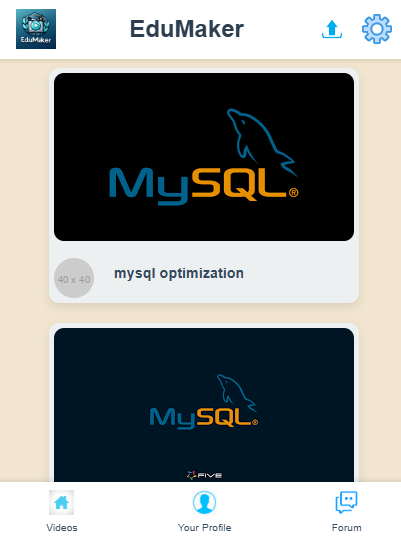 EduMaker
EduMaker
MySQL®
40 x 40
mysql optimization
MySQL®
FIVE
Videos
Your Profile
Forum